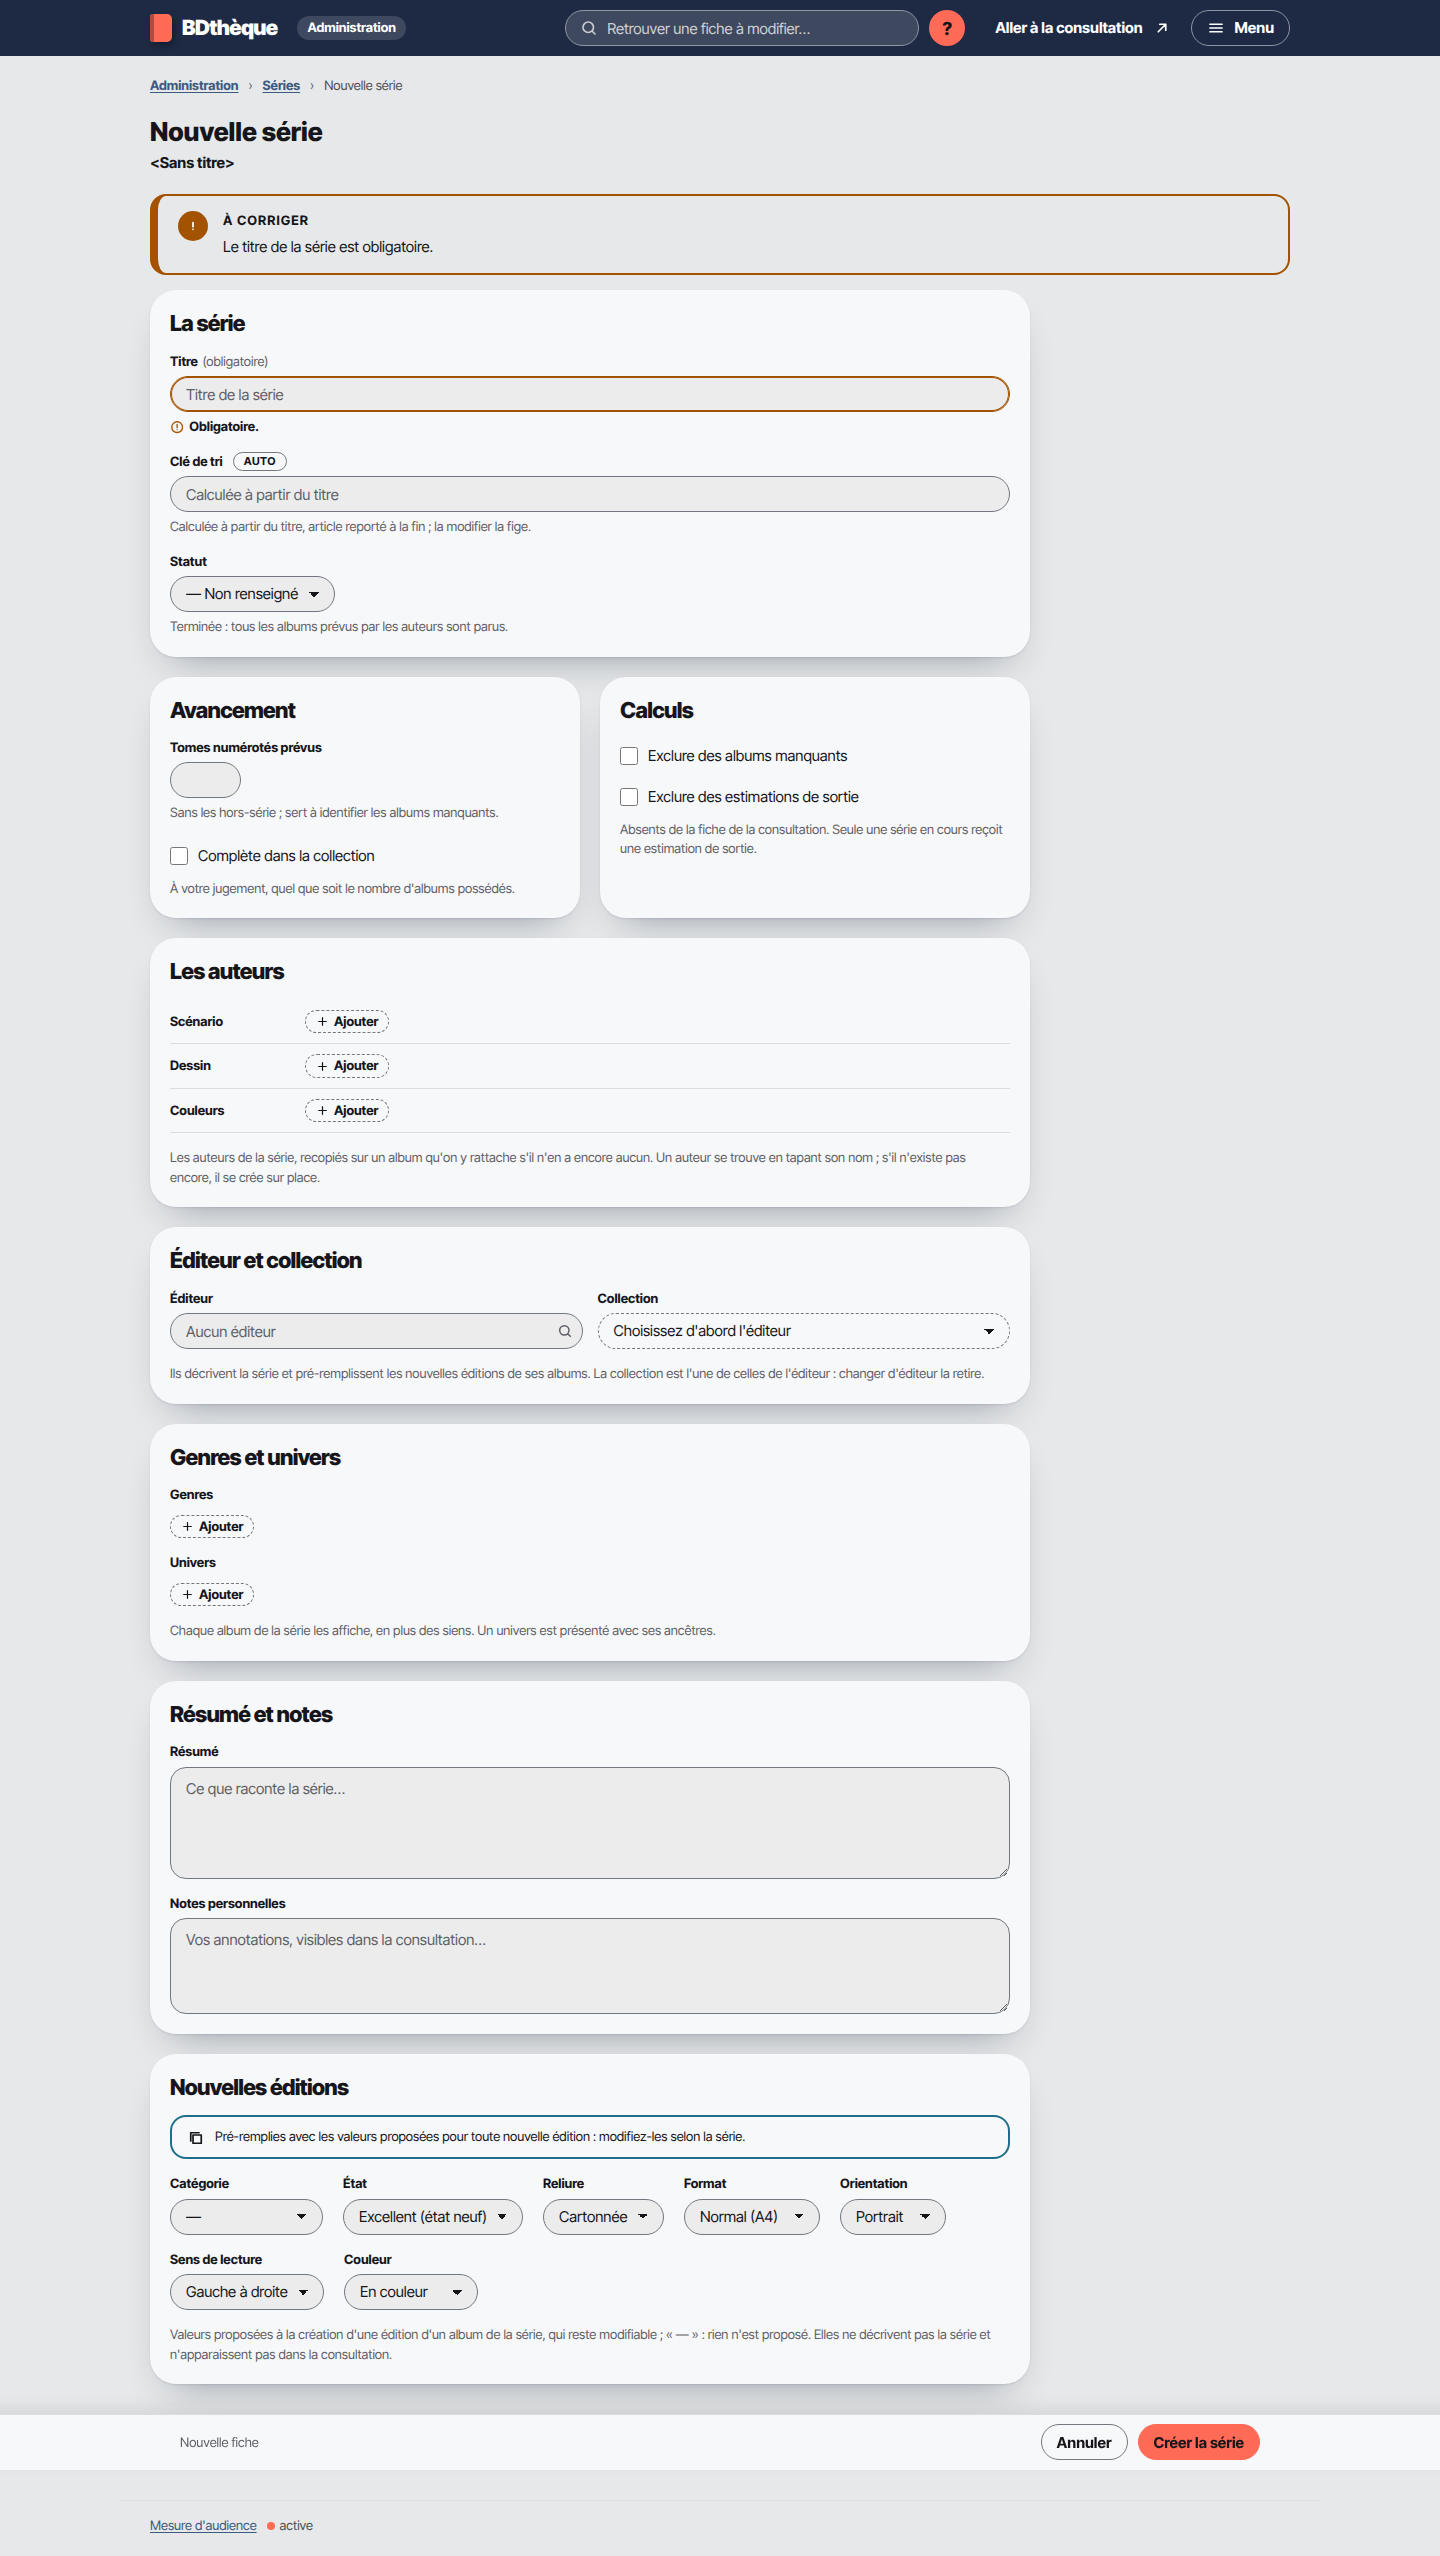 BDthèque Administration Retrouver une fiche à modifier… ? Aller à la consultation Menu
Administration › Séries › Nouvelle série
Nouvelle série
<Sans titre>
! À CORRIGER
Le titre de la série est obligatoire.
La série
Titre (obligatoire)
Titre de la série
Obligatoire.
Clé de tri AUTO
Calculée à partir du titre
Calculée à partir du titre, article reporté à la fin ; la modifier la fige.
Statut
— Non renseigné
Terminée : tous les albums prévus par les auteurs sont parus.
Avancement
Tomes numérotés prévus
Sans les hors-série ; sert à identifier les albums manquants.
Complète dans la collection
À votre jugement, quel que soit le nombre d'albums possédés.
Calculs
Exclure des albums manquants
Exclure des estimations de sortie
Absents de la fiche de la consultation. Seule une série en cours reçoit
une estimation de sortie.
Les auteurs
Scénario + Ajouter
Dessin + Ajouter
Couleurs + Ajouter
Les auteurs de la série, recopiés sur un album qu'on y rattache s'il n'en a encore aucun. Un auteur se trouve en tapant son nom ; s'il n'existe pas
encore, il se crée sur place.
Éditeur et collection
Éditeur Collection
Aucun éditeur Choisissez d'abord l'éditeur
Ils décrivent la série et pré-remplissent les nouvelles éditions de ses albums. La collection est l'une de celles de l'éditeur : changer d'éditeur la retire.
Genres et univers
Genres
+ Ajouter
Univers
+ Ajouter
Chaque album de la série les affiche, en plus des siens. Un univers est présenté avec ses ancêtres.
Résumé et notes
Résumé
Ce que raconte la série…
Notes personnelles
Vos annotations, visibles dans la consultation…
Nouvelles éditions
Pré-remplies avec les valeurs proposées pour toute nouvelle édition : modifiez-les selon la série.
Catégorie État Reliure Format Orientation
— Excellent (état neuf) Cartonnée Normal (A4) Portrait
Sens de lecture Couleur
Gauche à droite En couleur
Valeurs proposées à la création d'une édition d'un album de la série, qui reste modifiable ; « — » : rien n'est proposé. Elles ne décrivent pas la série et
n'apparaissent pas dans la consultation.
Nouvelle fiche Annuler Créer la série
Mesure d'audience active